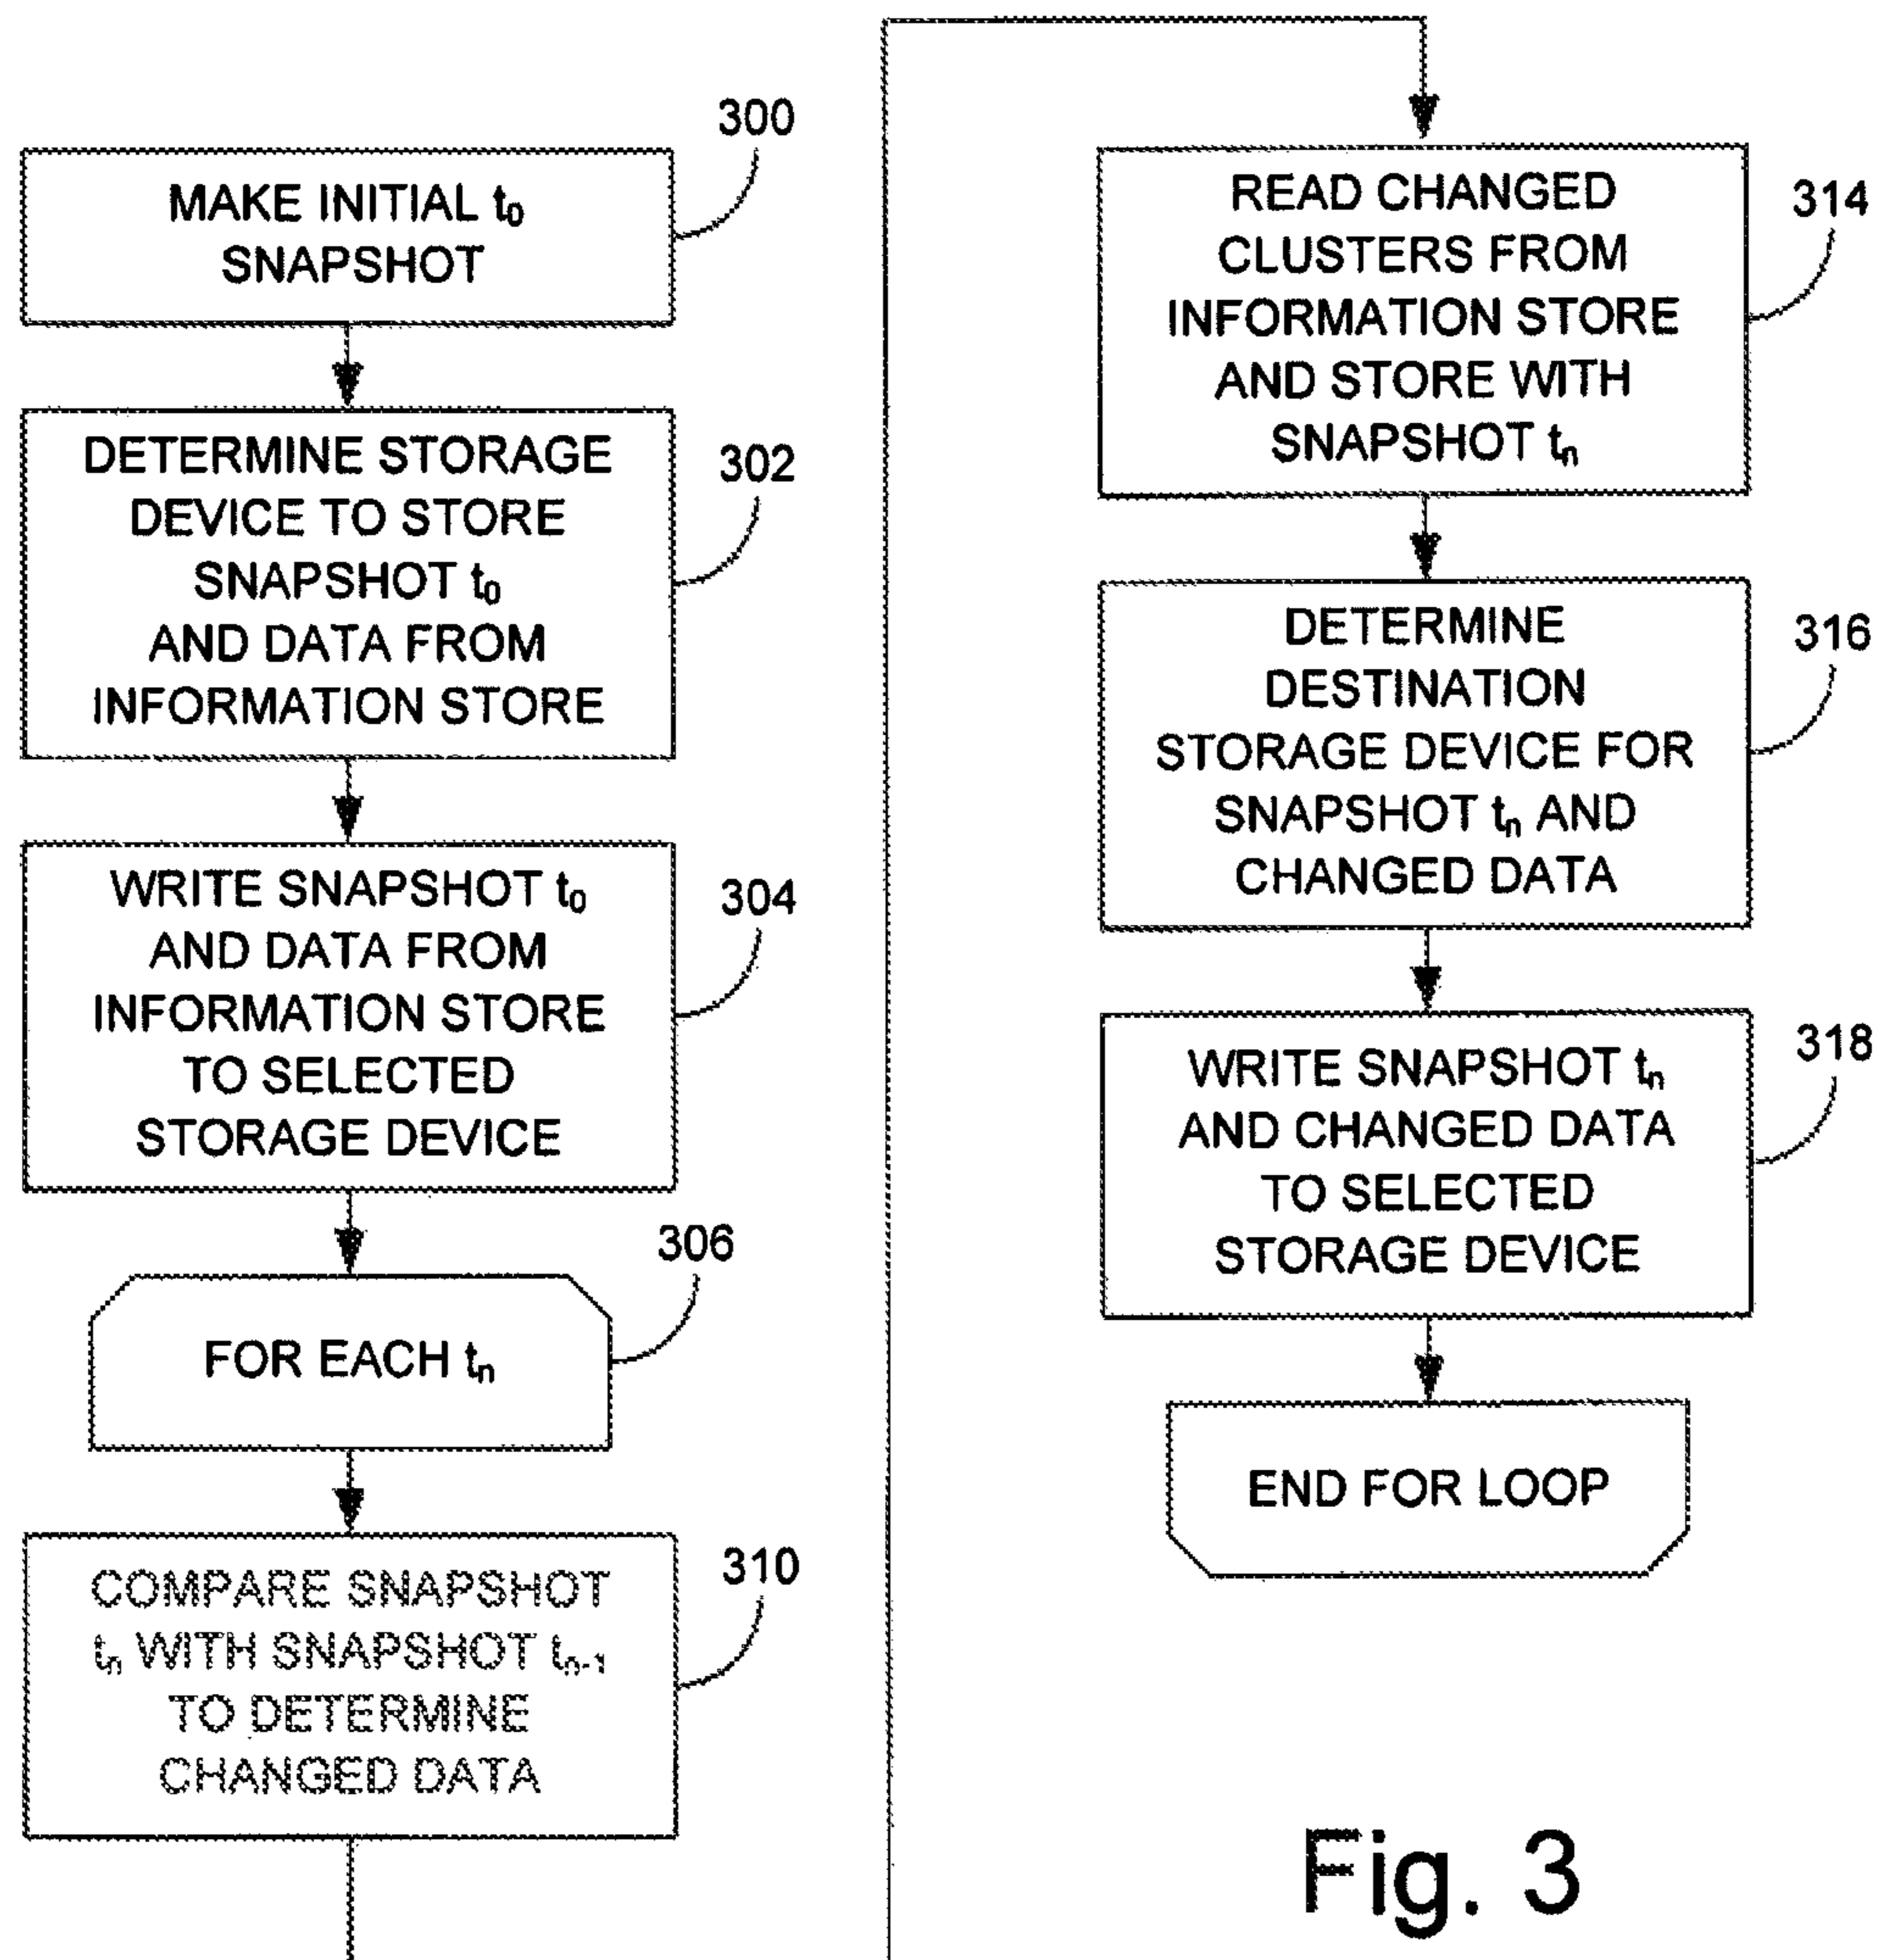 300
MAKE INITIAL t0
SNAPSHOT
DETERMINE STORAGE
DEVICE TO STORE
SNAPSHOT t0
AND DATA FROM
INFORMATION STORE
302
WRITE SNAPSHOT t0
AND DATA FROM
INFORMATION STORE
TO SELECTED
STORAGE DEVICE
304
306
FOR EACH tn
310
COMPARE SNAPSHOT
tn WITH SNAPSHOT tn-1
TO DETERMINE
CHANGED DATA
READ CHANGED
CLUSTERS FROM
INFORMATION STORE
AND STORE WITH
SNAPSHOT tn
314
DETERMINE
DESTINATION
STORAGE DEVICE FOR
SNAPSHOT tn AND
CHANGED DATA
316
WRITE SNAPSHOT tn
AND CHANGED DATA
TO SELECTED
STORAGE DEVICE
318
END FOR LOOP
Fig. 3